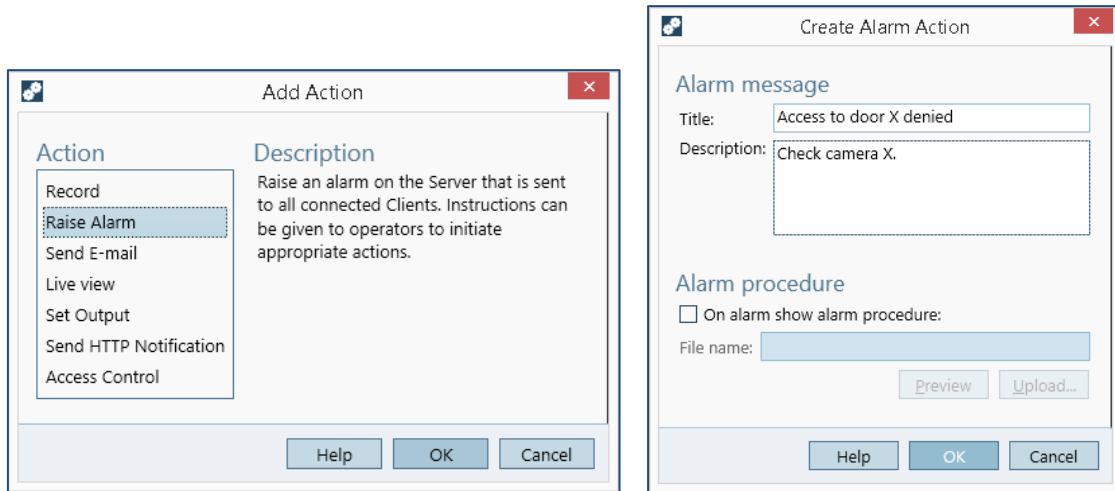 Add Action
Action
Record
Raise Alarm
Send E-mail
Live view
Set Output
Send HTTP Notification
Access Control
Description
Raise an alarm on the Server that is sent
to all connected Clients. Instructions can
be given to operators to initiate
appropriate actions.
Help
OK
Cancel
Create Alarm Action
Alarm message
Title: Access to door X denied
Description: Check camera X.
Alarm procedure
On alarm show alarm procedure:
File name:
Preview
Upload...
Help
OK
Cancel